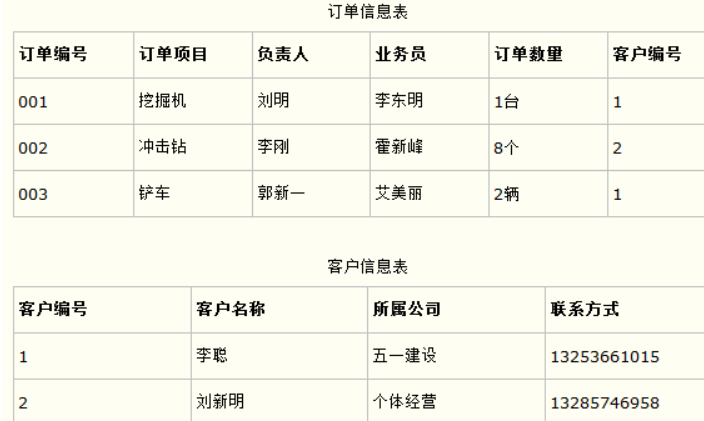 订单信息表
订单编号 订单项目 负责人 业务员 订单数量 客户编号
001 挖掘机 刘明 李东明 1台 1
002 冲击钻 李刚 霍新峰 8个 2
003 铲车 郭新一 艾美丽 2辆 1
客户信息表
客户编号 客户名称 所属公司 联系方式
1 李聪 五一建设 13253661015
2 刘新明 个体经营 13285746958